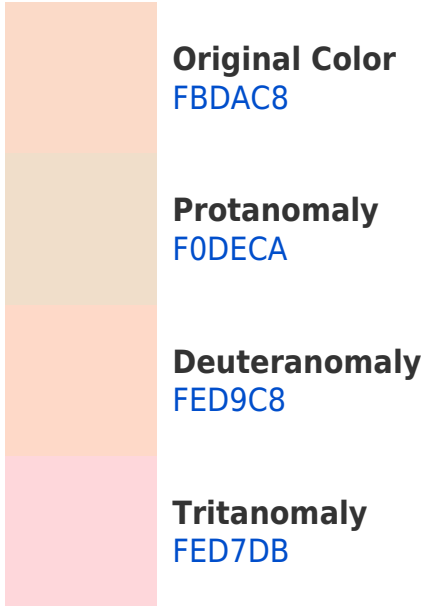 Original Color
FBDAC8
Protanomaly
F0DECA
Deuteranomaly
FED9C8
Tritanomaly
FED7DB